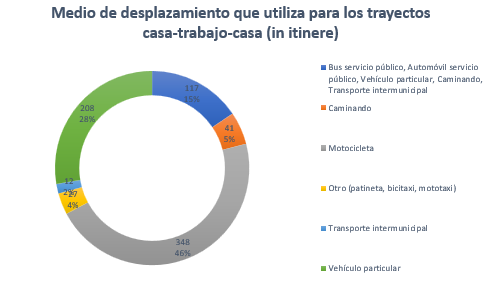 Medio de desplazamiento que utiliza para los trayectos
casa-trabajo-casa (in itinere)
117
15%
41
5%
348
46%
27
4%
12
2%
208
28%
Bus servicio público, Automóvil servicio
público, Vehículo particular, Caminando,
Transporte intermunicipal
Caminando
Motocicleta
Otro (patineta, bicitaxi, mototaxi)
Transporte intermunicipal
Vehículo particular